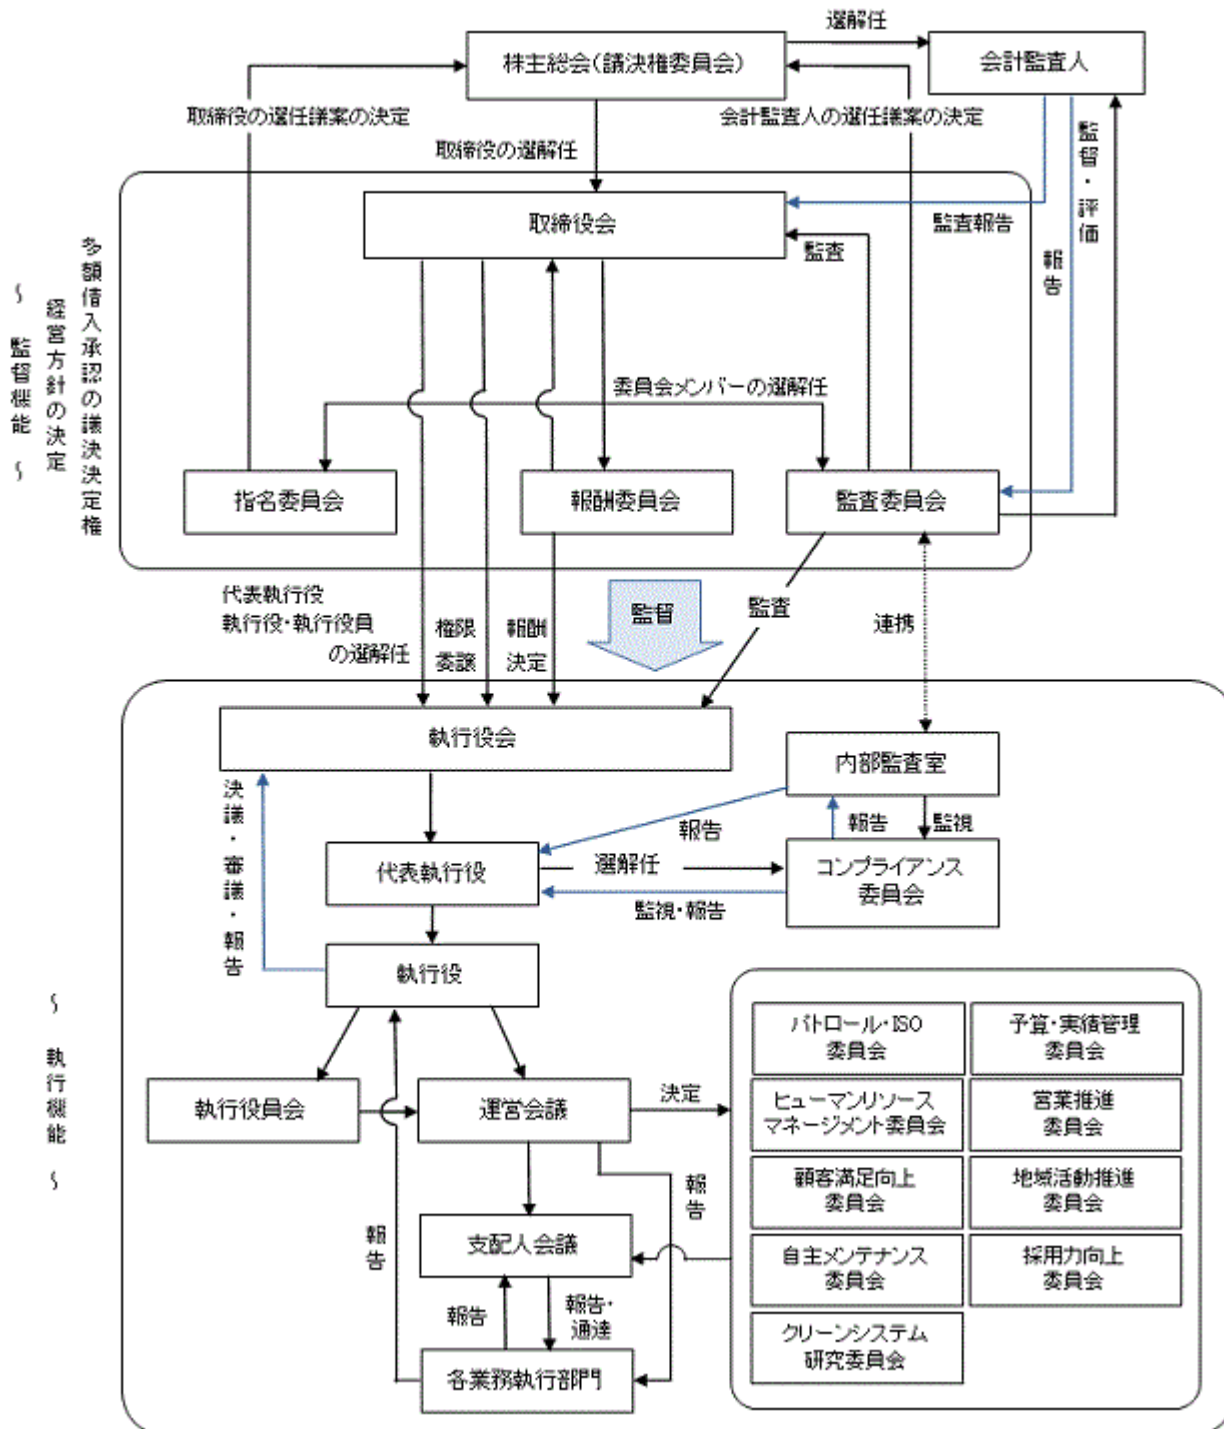 選解任
株主総会(議決権委員会)
会計監査人
取締役の選任議案の決定
会計監査人の選任議案の決定
取締役の選解任
監督・評価
取締役会
監査報告
監査
報告
多額借入承認の議決決定権
経営方針の決定
~ 監督機能 ~
委員会メンバーの選解任
指名委員会
報酬委員会
監査委員会
代表執行役
執行役・執行役員
の選解任
権限
委譲
報酬
決定
監督
監査
連携
執行役会
内部監査室
決議・審議・報告
報告
報告
監視
代表執行役
選解任
コンプライアンス
委員会
監視・報告
執行役
~ 執行機能 ~
パトロール・ISO
委員会
予算・実績管理
委員会
執行役員会
運営会議
決定
ヒューマンリソース
マネージメント委員会
営業推進
委員会
顧客満足向上
委員会
地域活動推進
委員会
報告
報告
支配人会議
自主メンテナンス
委員会
採用力向上
委員会
報告
報告・
通達
クリーンシステム
研究委員会
各業務執行部門